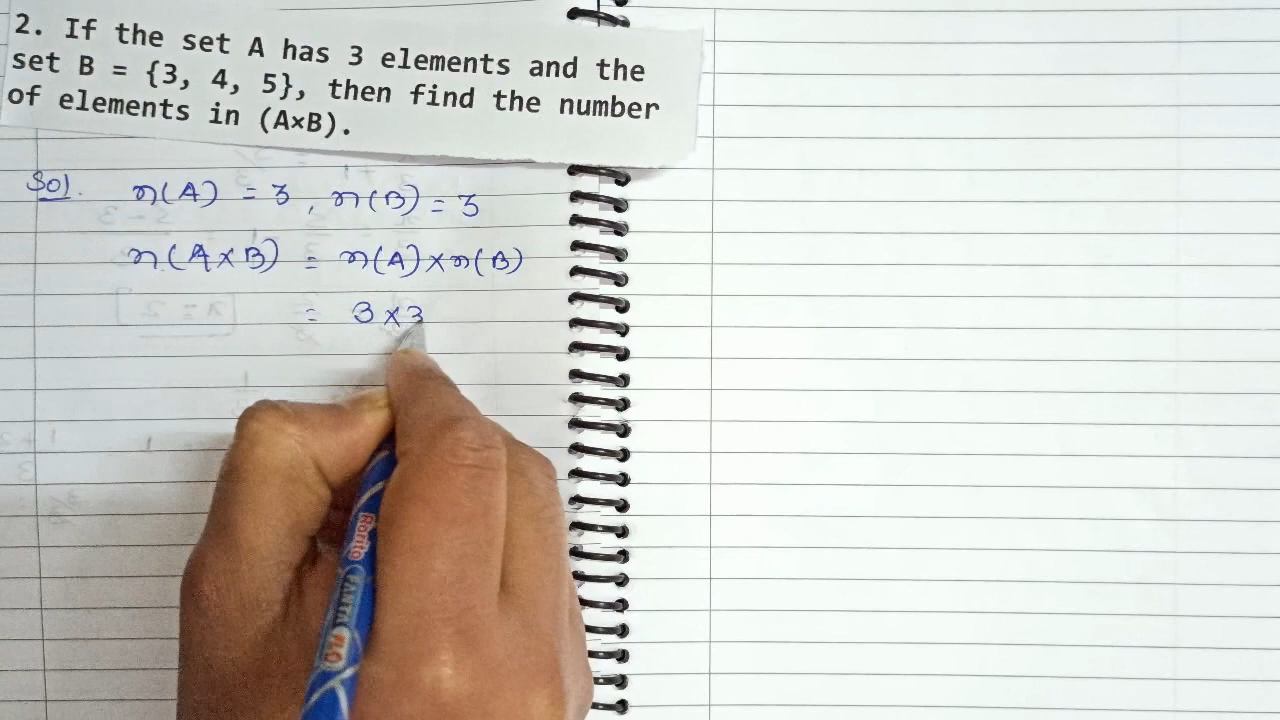 2. If the set A has 3 elements and the
set B = {3, 4, 5}, then find the number
of elements in (A×B).
Sol. n(A) = 3, n(B) = 3
n(A×B) = n(A)×n(B)
= 3×3
Rorito